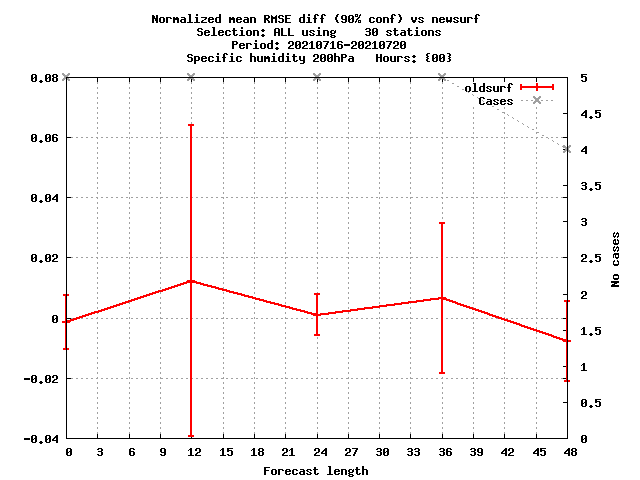 Normalized mean RMSE diff (90% conf) vs newsurf
Selection: ALL using    30 stations
Period: 20210716-20210720
Specific humidity 200hPa   Hours: {00}
oldsurf
Cases
0.08
0.06
0.04
0.02
0
-0.02
-0.04
5
4.5
4
3.5
3
2.5
2
1.5
1
0.5
0
No cases
0 3 6 9 12 15 18 21 24 27 30 33 36 39 42 45 48
Forecast length